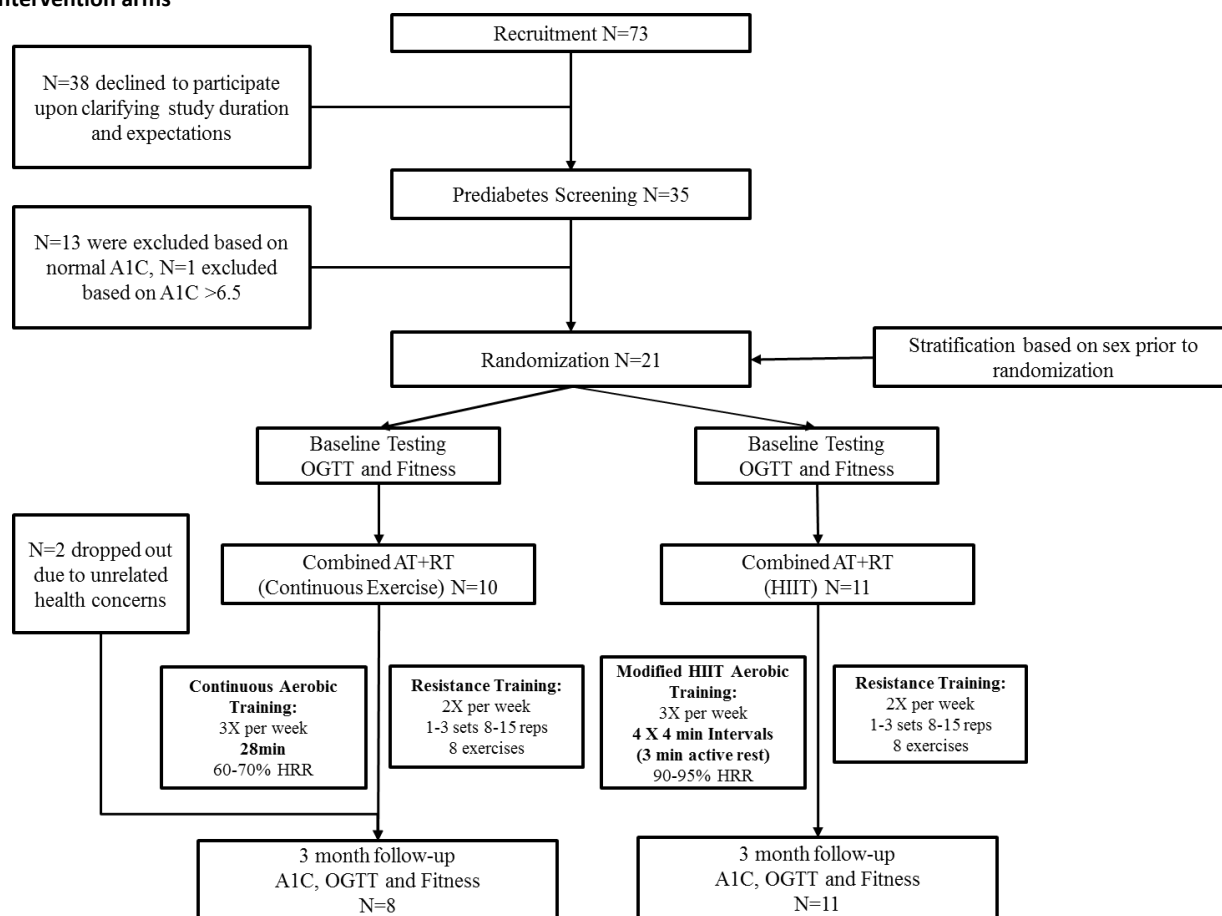 ntervention arms
Recruitment N=73
N=38 declined to participate
upon clarifying study duration
and expectations
Prediabetes Screening N=35
N=13 were excluded based on
normal A1C, N=1 excluded
based on A1C >6.5
Randomization N=21
Stratification based on sex prior to
randomization
Baseline Testing
OGTT and Fitness
Baseline Testing
OGTT and Fitness
N=2 dropped out
due to unrelated
health concerns
Combined AT+RT
(Continuous Exercise) N=10
Combined AT+RT
(HIIT) N=11
Continuous Aerobic
Training:
3X per week
28min
60-70% HRR
Resistance Training:
2X per week
1-3 sets 8-15 reps
8 exercises
Modified HIIT Aerobic
Training:
3X per week
4 X 4 min Intervals
(3 min active rest)
90-95% HRR
Resistance Training:
2X per week
1-3 sets 8-15 reps
8 exercises
3 month follow-up
A1C, OGTT and Fitness
N=8
3 month follow-up
A1C, OGTT and Fitness
N=11